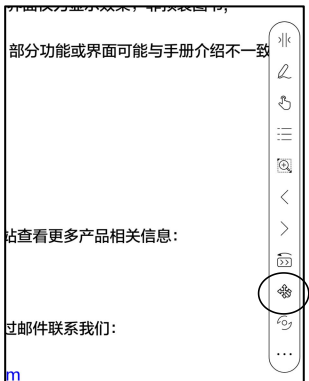 部分功能或界面可能与手册介绍不一致
站查看更多产品相关信息：
过邮件联系我们：
m